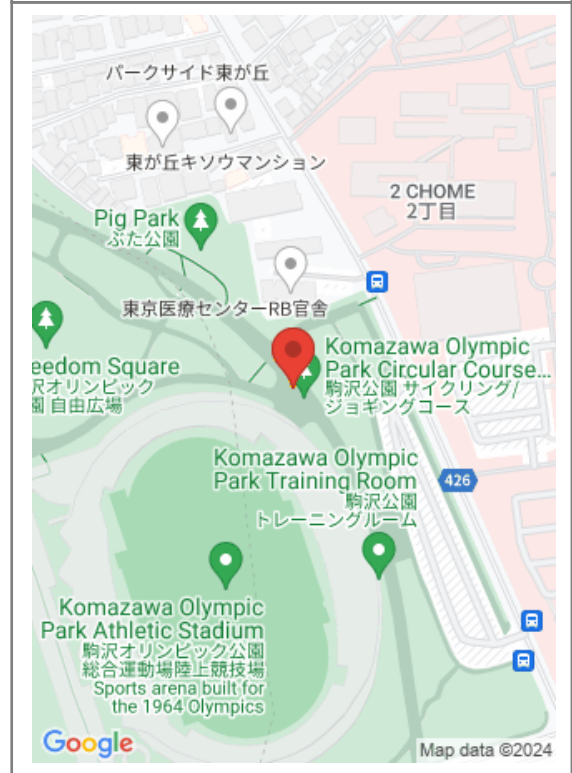 パークサイド東が丘
東が丘キソウマンション
2 CHOME
2丁目
Pig Park
ぶた公園
東京医療センターRB官舎
Komazawa Olympic
Park Circular Course...
駒沢公園 サイクリング/
ジョギングコース
eedom Square
沢オリンピック
園 自由広場
Komazawa Olympic
Park Training Room
駒沢公園
トレーニングルーム
426
Komazawa Olympic
Park Athletic Stadium
駒沢オリンピック公園
総合運動場陸上競技場
Sports arena built for
the 1964 Olympics
Google
Map data ©2024